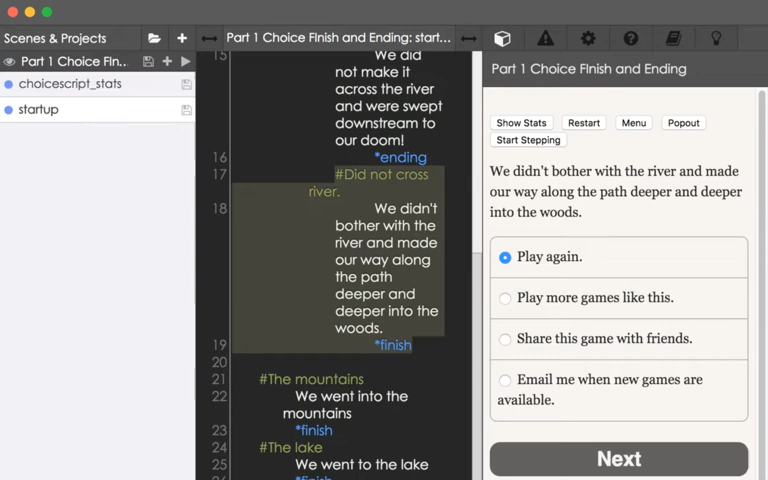 Scenes & Projects
Part 1 Choice FIn...
choicescript_stats
startup
Part 1 Choice FInish and Ending: start...
15
We did
not make it
across the river
and were swept
downstream to
our doom!
16 *ending
17 #Did not cross
river.
18 We didn't
bother with the
river and made
our way along
the path
deeper and
deeper into the
woods.
19 *finish
20
21 #The mountains
22 We went into the
mountains
23 *finish
24 #The lake
25 We went to the lake
26 *finish
Part 1 Choice FInish and Ending
Show Stats Restart Menu Popout
Start Stepping
We didn't bother with the river and made
our way along the path deeper and deeper
into the woods.
Play again.
Play more games like this.
Share this game with friends.
Email me when new games are
available.
Next